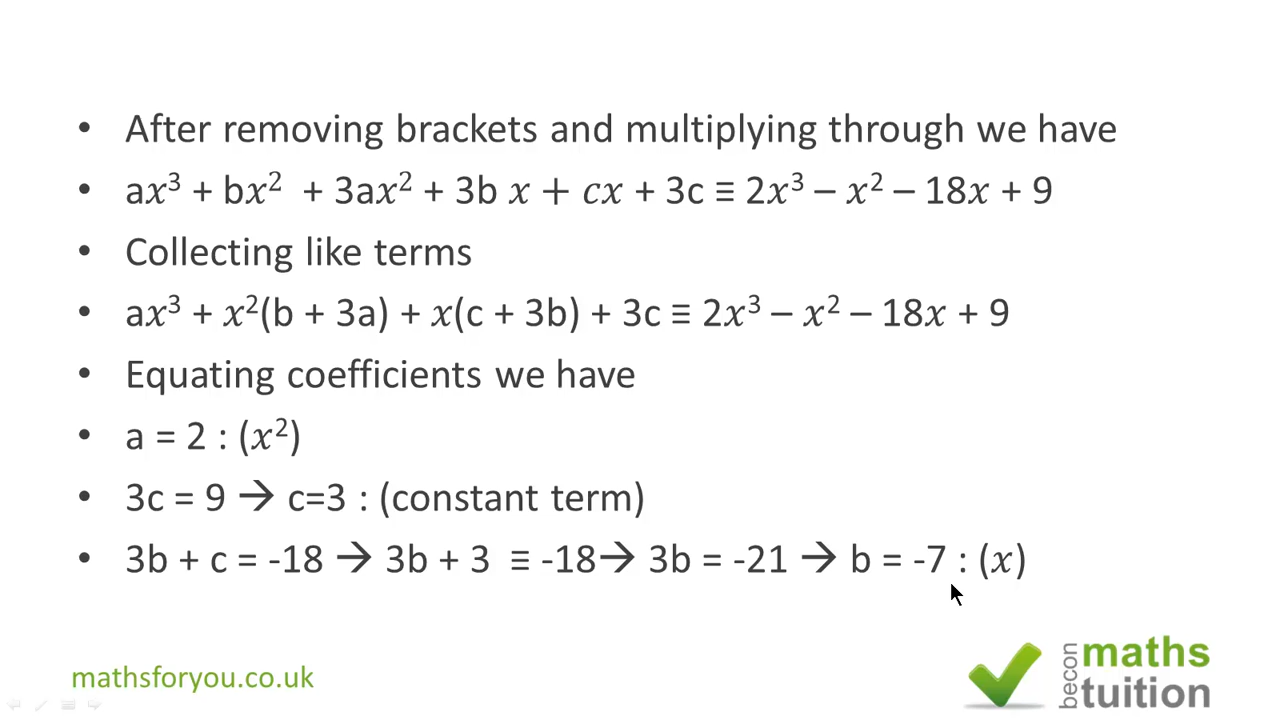 • After removing brackets and multiplying through we have
• ax³ + bx² + 3ax² + 3b x + cx + 3c ≡ 2x³ – x² – 18x + 9
• Collecting like terms
• ax³ + x²(b + 3a) + x(c + 3b) + 3c ≡ 2x³ – x² – 18x + 9
• Equating coefficients we have
• a = 2 : (x²)
• 3c = 9 → c=3 : (constant term)
• 3b + c = -18 → 3b + 3 ≡ -18→ 3b = -21 → b = -7 : (x)
mathsforyou.co.uk
becon
maths
tuition